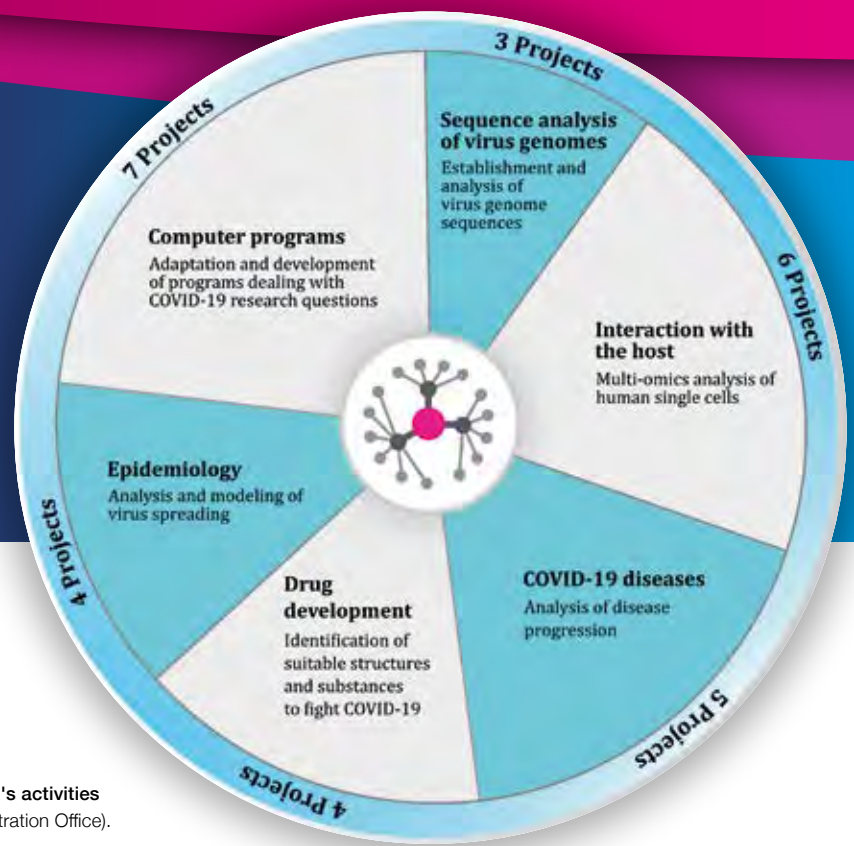 3 Projects
Sequence analysis
of virus genomes
Establishment and
analysis of
virus genome
sequences
6 Projects
Interaction with
the host
Multi-omics analysis of
human single cells
5 Projects
COVID-19 diseases
Analysis of disease
progression
4 Projects
Drug
development
Identification of
suitable structures
and substances
to fight COVID-19
4 Projects
Epidemiology
Analysis and modeling of
virus spreading
7 Projects
Computer programs
Adaptation and development
of programs dealing with
COVID-19 research questions
's activities
tration Office).